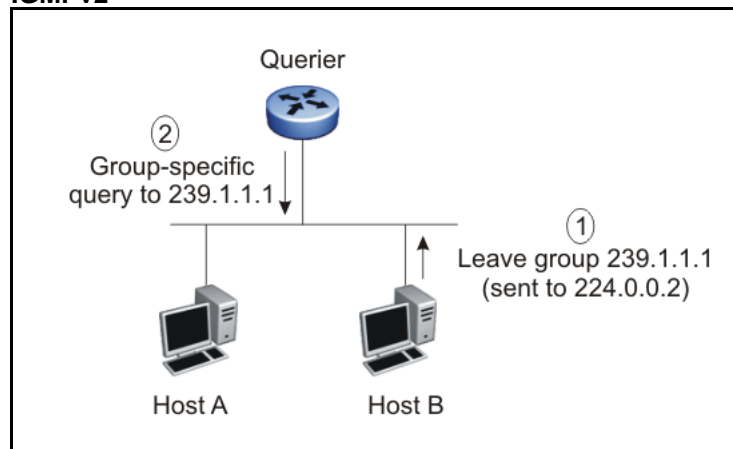 Querier
2
Group-specific
query to 239.1.1.1
1
Leave group 239.1.1.1
(sent to 224.0.0.2)
Host A
Host B